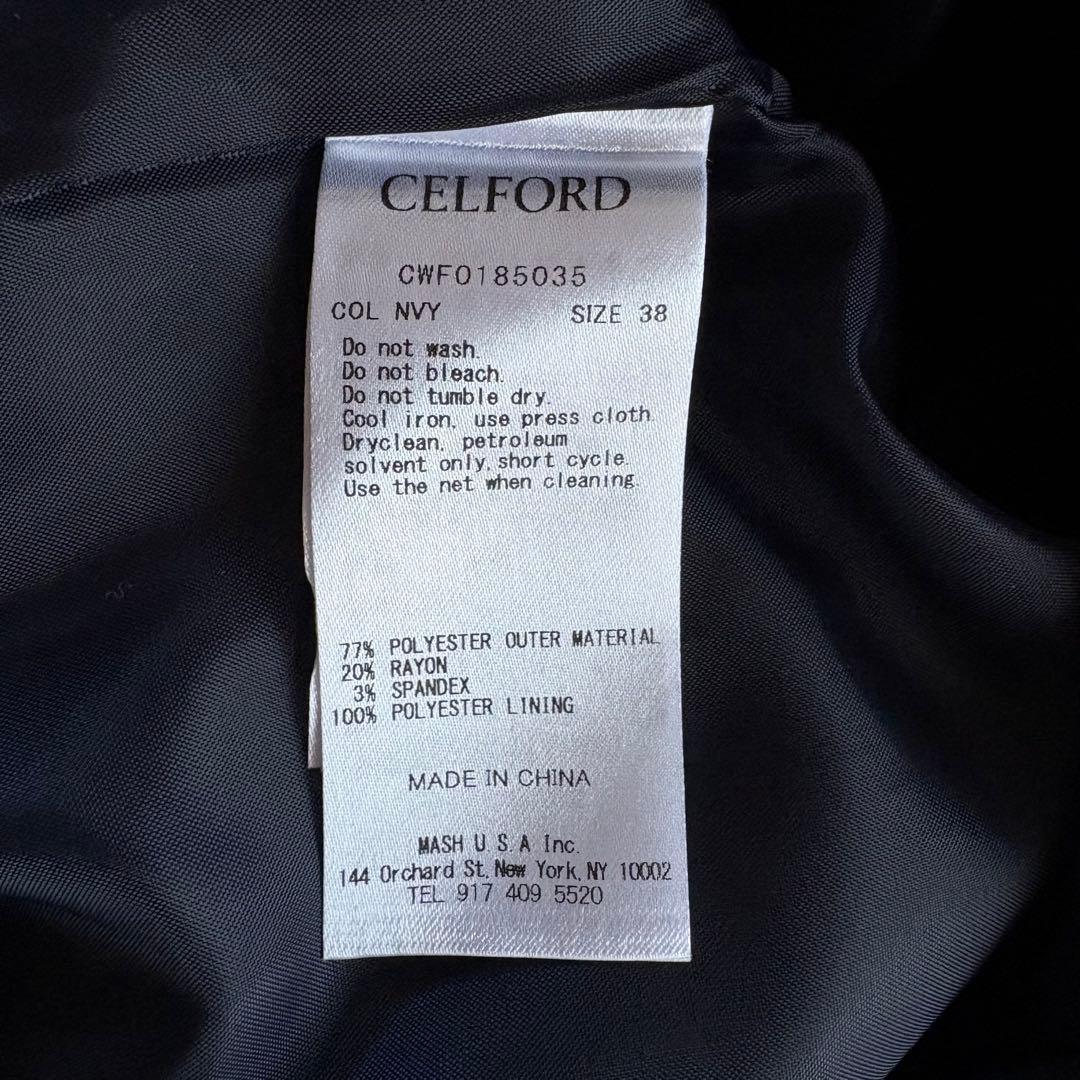 CELFORD
CWF0185035
COL NVY SIZE 38
Do not wash.
Do not bleach.
Do not tumble dry.
Cool iron, use press cloth.
Dryclean, petroleum
solvent only, short cycle.
Use the net when cleaning.
77% POLYESTER OUTER MATERIAL
20% RAYON
3% SPANDEX
100% POLYESTER LINING
MADE IN CHINA
MASH U.S.A Inc.
144 Orchard St, New York, NY 10002
TEL 917 409 5520